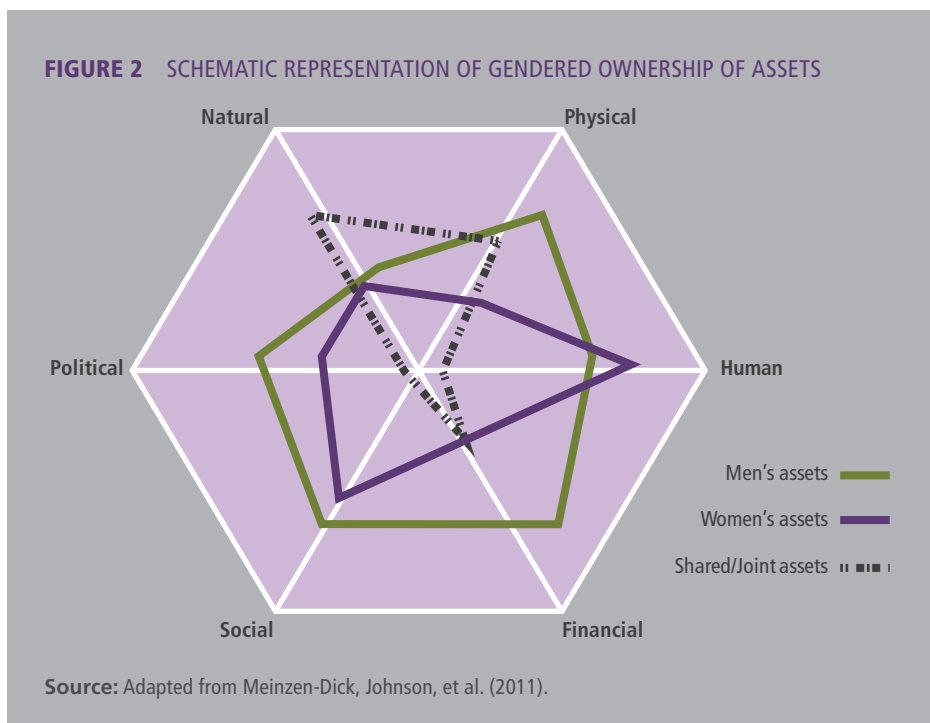 FIGURE 2 SCHEMATIC REPRESENTATION OF GENDERED OWNERSHIP OF ASSETS
Natural
Physical
Political
Human
Men's assets
Women's assets
Shared/Joint assets
Social
Financial
Source: Adapted from Meinzen-Dick, Johnson, et al. (2011).